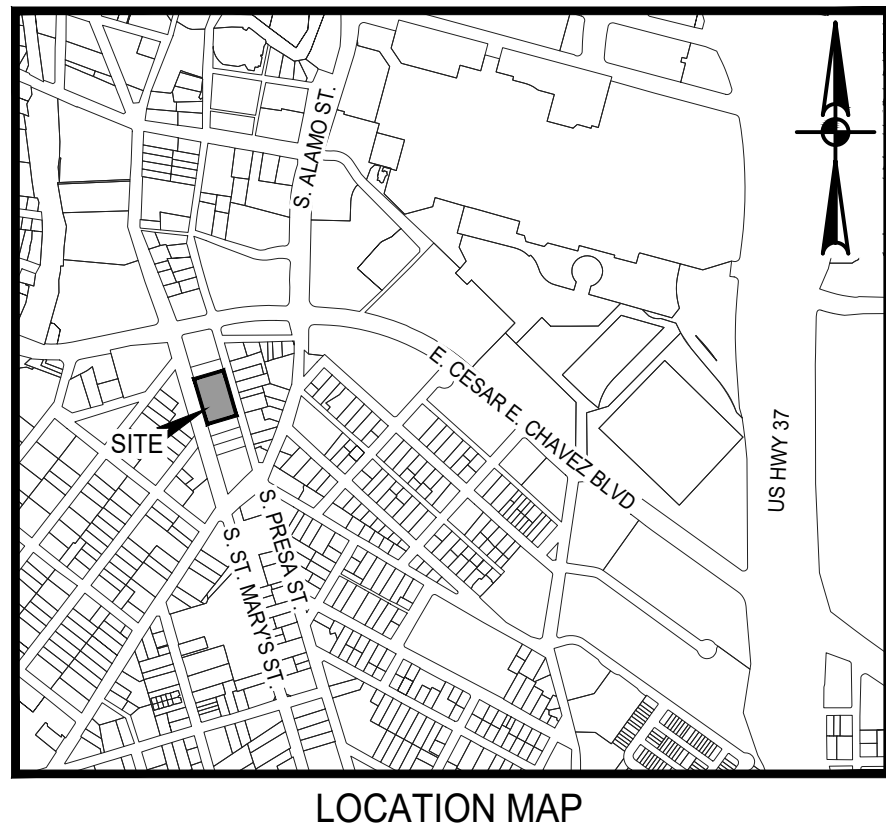 S. ALAMO ST.
E. CESAR E. CHAVEZ BLVD
US HWY 37
SITE
S. PRESA ST.
S. ST. MARY'S ST.
LOCATION MAP